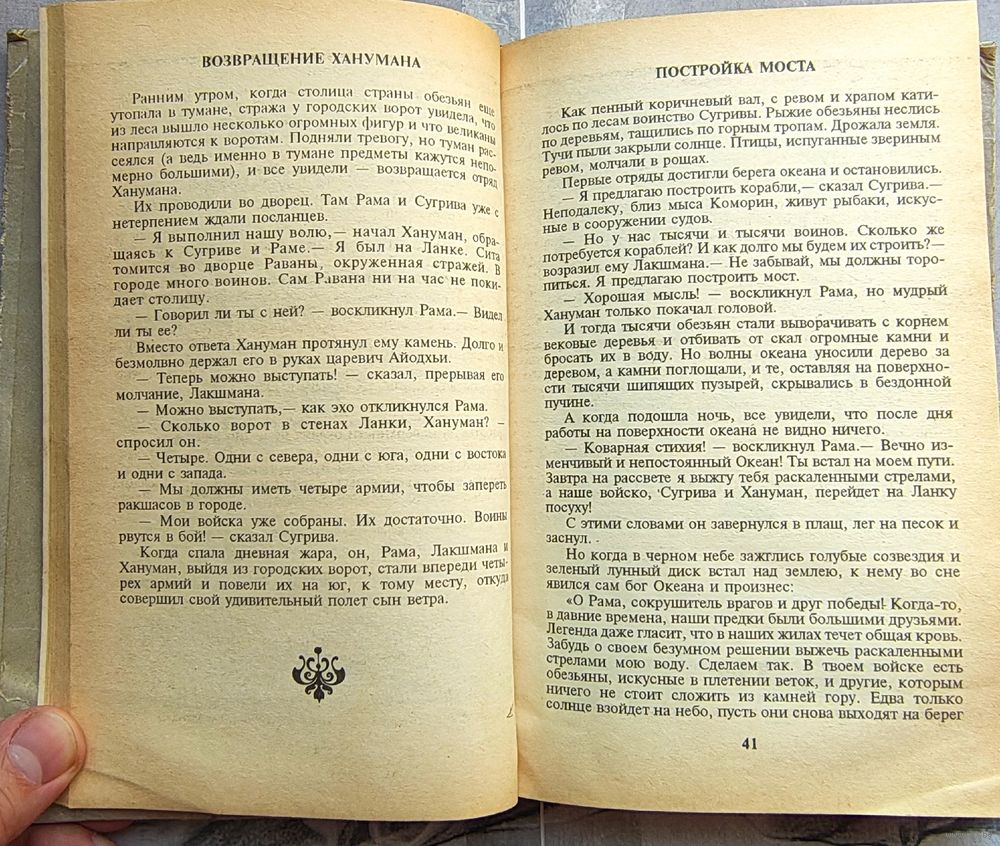 ВОЗВРАЩЕНИЕ ХАНУМАНА
Ранним утром, когда столица страны обезьян еще
утопала в тумане, стража у городских ворот увидела, что
из леса вышло несколько огромных фигур и что великаны
направляются к воротам. Подняли тревогу, но туман рас-
сеялся (а ведь именно в тумане предметы кажутся непо-
мерно большими), и все увидели — возвращается отряд
Ханумана.
Их проводили во дворец. Там Рама и Сугрива уже с
нетерпением ждали посланцев.
— Я выполнил нашу волю,— начал Хануман, обра-
щаясь к Сугриве и Раме.— Я был на Ланке. Сита
томится во дворце Раваны, окруженная стражей. В
городе много воинов. Сам Равана ни на час не поки-
дает столицу.
— Говорил ли ты с ней? — воскликнул Рама.— Видел
ли ты ее?
Вместо ответа Хануман протянул ему камень. Долго и
безмолвно держал его в руках царевич Айодхьи.
— Теперь можно выступать! — сказал, прерывая его
молчание, Лакшмана.
— Можно выступать,— как эхо откликнулся Рама.
— Сколько ворот в стенах Ланки, Хануман? —
спросил он.
— Четыре. Одни с севера, одни с юга, одни с востока
и одни с запада.
— Мы должны иметь четыре армии, чтобы запереть
ракшасов в городе.
— Мои войска уже собраны. Их достаточно. Воины
рвутся в бой! — сказал Сугрива.
Когда спала дневная жара, он, Рама, Лакшмана и
Хануман, выйдя из городских ворот, стали впереди четы-
рех армий и повели их на юг, к тому месту, откуда
совершил свой удивительный полет сын ветра.
ПОСТРОЙКА МОСТА
Как пенный коричневый вал, с ревом и храпом кати-
лось по лесам воинство Сугривы. Рыжие обезьяны неслись
по деревьям, тащились по горным тропам. Дрожала земля.
Тучи пыли закрыли солнце. Птицы, испуганные звериным
ревом, молчали в рощах.
Первые отряды достигли берега океана и остановились.
— Я предлагаю построить корабли,— сказал Сугрива.—
Неподалеку, близ мыса Коморин, живут рыбаки, искус-
ные в сооружении судов.
— Но у нас тысячи и тысячи воинов. Сколько же
потребуется кораблей? И как долго мы будем их строить?—
возразил ему Лакшмана.— Не забывай, мы должны торо-
питься. Я предлагаю построить мост.
— Хорошая мысль! — воскликнул Рама, но мудрый
Хануман только покачал головой.
И тогда тысячи обезьян стали выворачивать с корнем
вековые деревья и отбивать от скал огромные камни и
бросать их в воду. Но волны океана уносили дерево за
деревом, а камни поглощали, и те, оставляя на поверхно-
сти тысячи шипящих пузырей, скрывались в бездонной
пучине.
А когда подошла ночь, все увидели, что после дня
работы на поверхности океана не видно ничего.
— Коварная стихия! — воскликнул Рама.— Вечно из-
менчивый и непостоянный Океан! Ты встал на моем пути.
Завтра на рассвете я выжгу тебя раскаленными стрелами,
а наше войско, Сугрива и Хануман, перейдет на Ланку
посуху!
С этими словами он завернулся в плащ, лег на песок и
заснул.
Но когда в черном небе зажглись голубые созвездия и
зеленый лунный диск встал над землею, к нему во сне
явился сам бог Океана и произнес:
«О Рама, сокрушитель врагов и друг победы! Когда-то,
в давние времена, наши предки были большими друзьями.
Легенда даже гласит, что в наших жилах течет общая кровь.
Забудь о своем безумном решении выжечь раскаленными
стрелами мою воду. Сделаем так. В твоем войске есть
обезьяны, искусные в плетении веток, и другие, которым
ничего не стоит сложить из камней гору. Едва только
солнце взойдет на небо, пусть они снова выходят на берег
41